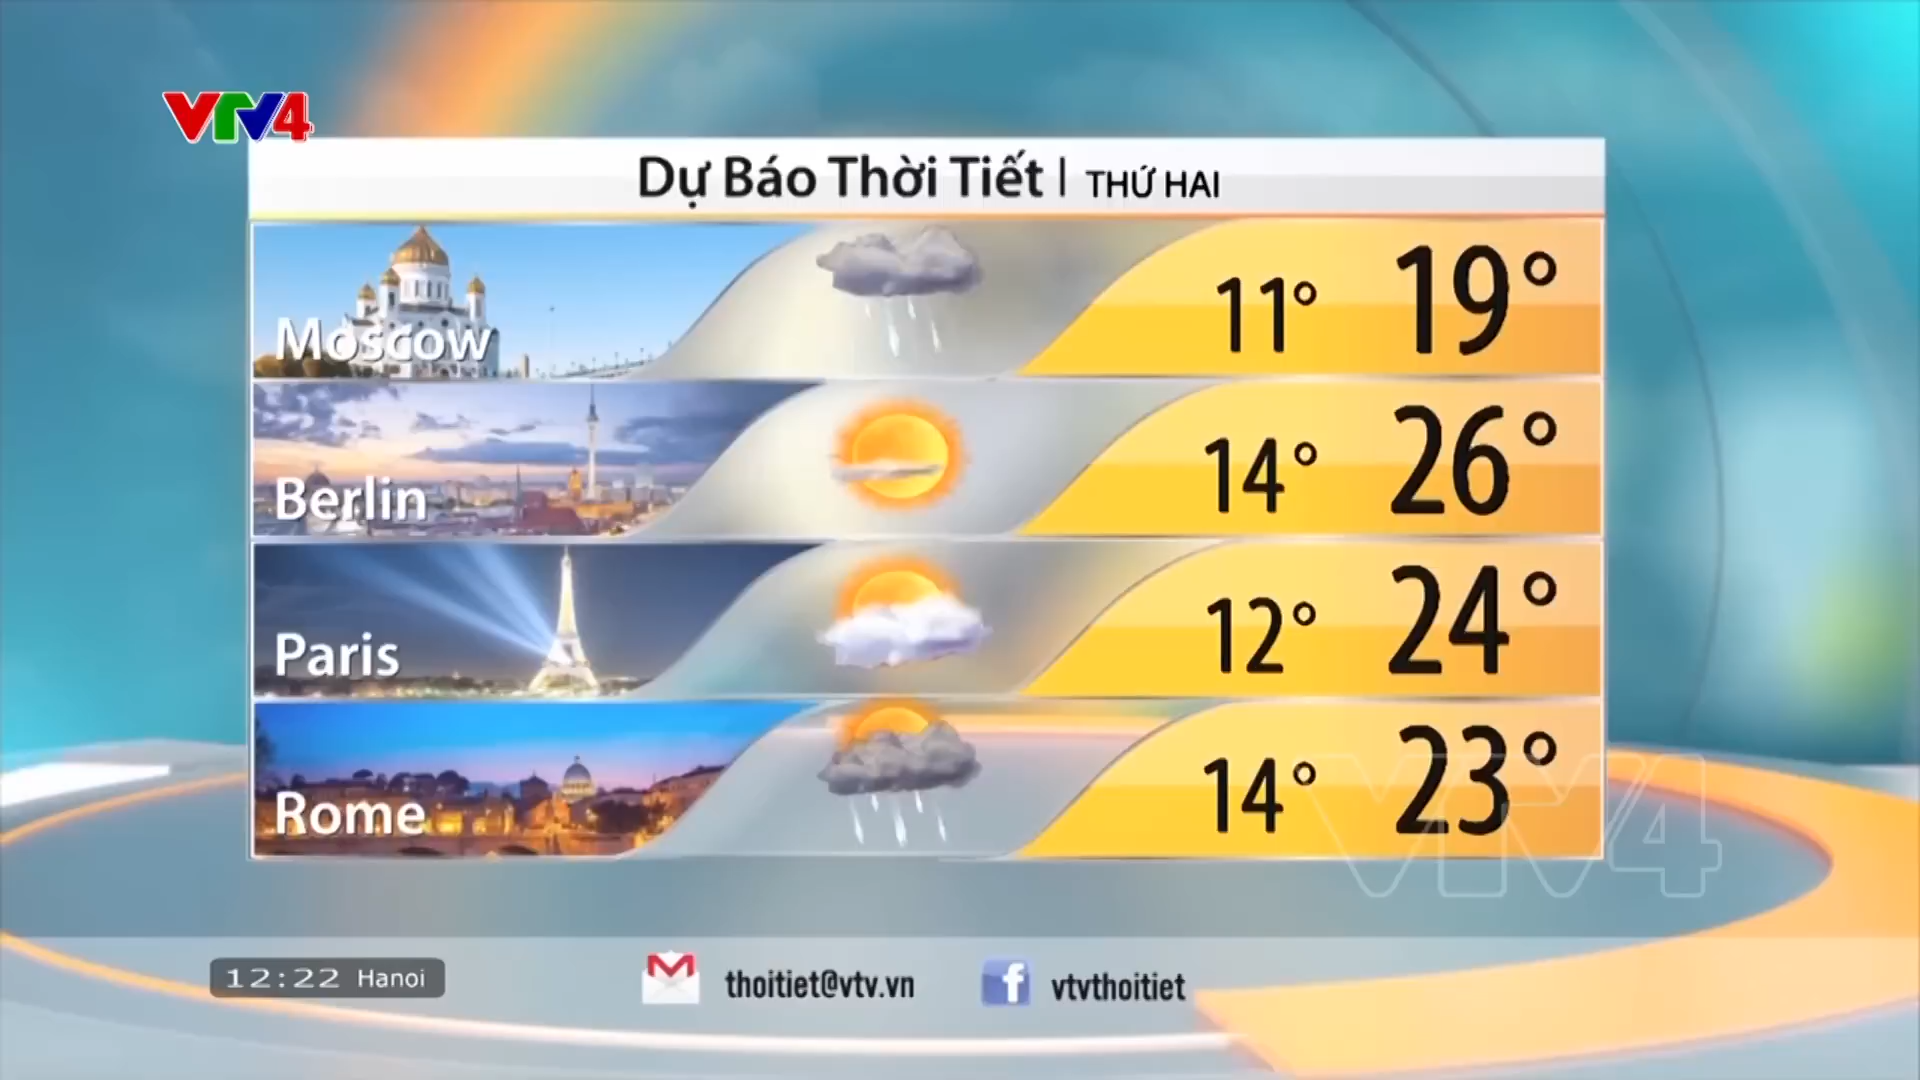 VTV4
Dự Báo Thời Tiết | THỨ HAI
Moscow 11° 19°
Berlin 14° 26°
Paris 12° 24°
Rome 14° 23°
VTV4
12:22 Hanoi thoitiet@vtv.vn vtvthoitiet